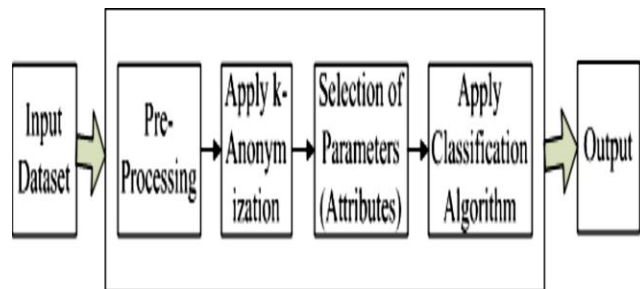 Input
Dataset
Pre-
Processing
Apply k-
Anonym
ization
Selection of
Parameters
(Attributes)
Apply
Classification
Algorithm
Output